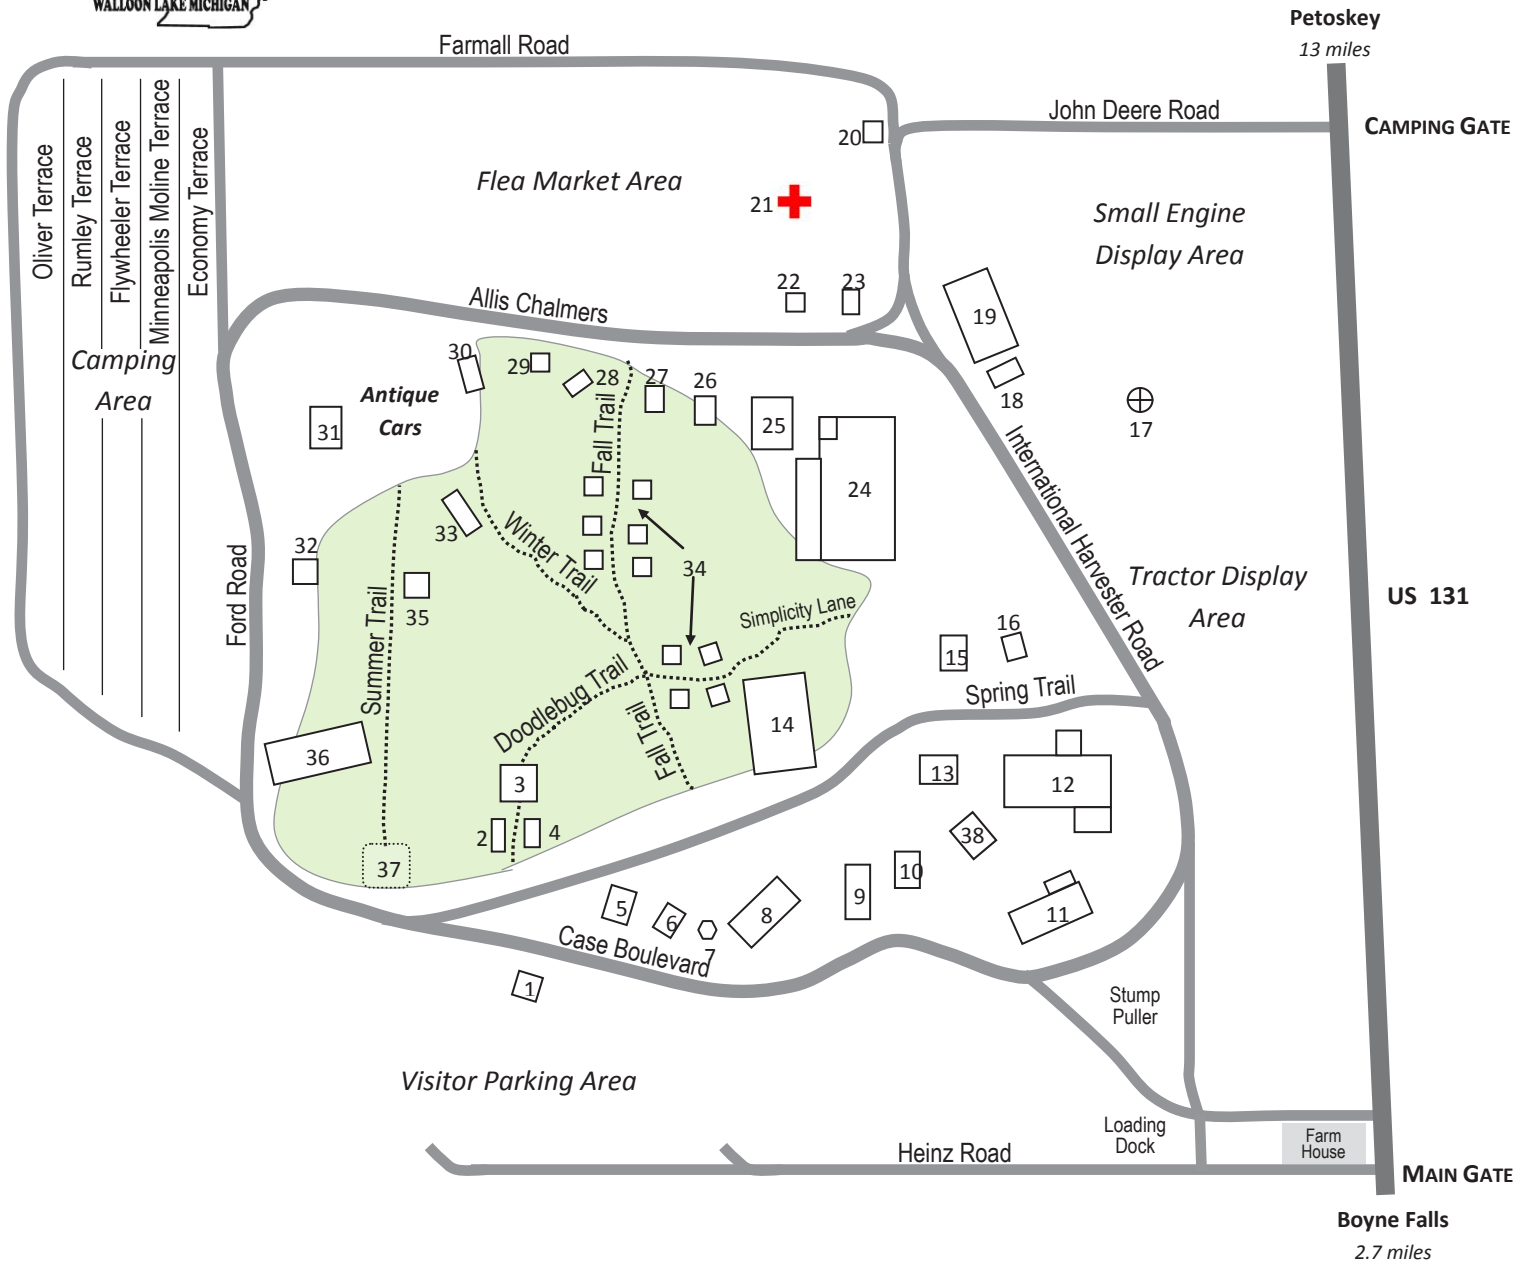 WALLOON LAKE MICHIGAN
Petoskey
13 miles
Farmall Road
John Deere Road
CAMPING GATE
20
Flea Market Area
21
Small Engine
Display Area
Oliver Terrace
Rumley Terrace
Flywheeler Terrace
Minneapolis Moline Terrace
Economy Terrace
22
23
Allis Chalmers
19
18
17
Camping
Area
30
29
28
27
26
25
Antique
Cars
31
Fall Trail
24
International Harvester Road
33
Winter Trail
32
34
35
Ford Road
Summer Trail
Simplicity Lane
Tractor Display
Area
US 131
16
15
Spring Trail
Doodlebug Trail
Fall Trail
14
36
3
2
4
13
12
38
37
10
9
11
5
6
7
8
Case Boulevard
1
Stump
Puller
Visitor Parking Area
Loading
Dock
Farm
House
Heinz Road
MAIN GATE
Boyne Falls
2.7 miles